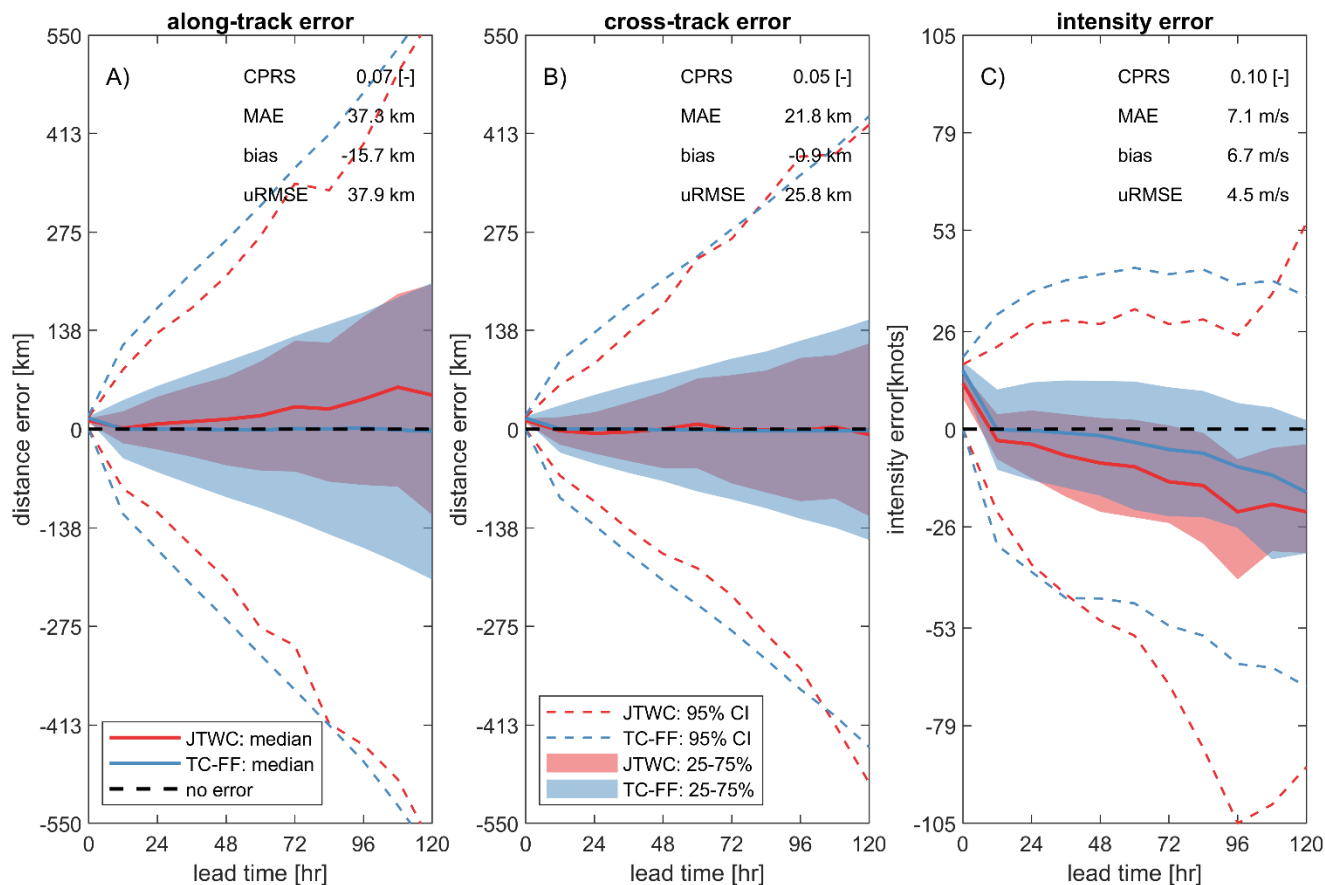 along-track error
550
413
275
138
0
-138
-275
-413
-550
distance error [km]
A)
CPRS 0.07 [-]
MAE 37.3 km
bias -15.7 km
uRMSE 37.9 km
JTWC: median
TC-FF: median
no error
0 24 48 72 96 120
lead time [hr]
cross-track error
550
413
275
138
0
-138
-275
-413
-550
distance error [km]
B)
CPRS 0.05 [-]
MAE 21.8 km
bias -0.9 km
uRMSE 25.8 km
JTWC: 95% CI
TC-FF: 95% CI
JTWC: 25-75%
TC-FF: 25-75%
0 24 48 72 96 120
lead time [hr]
intensity error
105
79
53
26
0
-26
-53
-79
-105
intensity error[knots]
C)
CPRS 0.10 [-]
MAE 7.1 m/s
bias 6.7 m/s
uRMSE 4.5 m/s
0 24 48 72 96 120
lead time [hr]